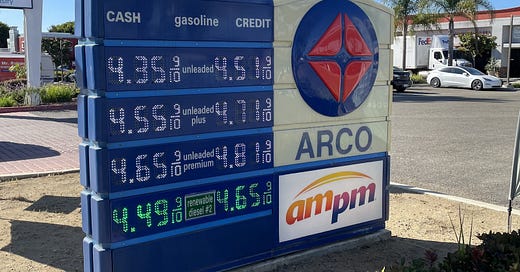 CASH gasoline CREDIT
4.35 9/10 unleaded 4.51 9/10
4.55 9/10 unleaded plus 4.71 9/10
4.65 9/10 unleaded premium 4.81 9/10
4.49 9/10 renewable diesel #2 4.65 9/10
ARCO
ampm
FedEx